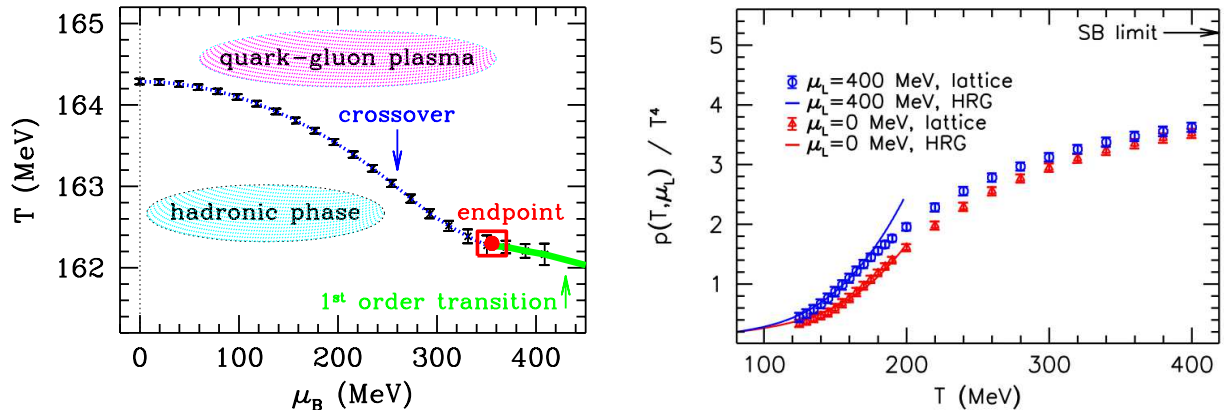 165
164
163
162
T (MeV)
quark-gluon plasma
crossover
hadronic phase
endpoint
1st order transition
0
100
200
300
400
μB (MeV)
5
4
3
2
1
0
p(T,μL) / T4
SB limit
μL=400 MeV, lattice
μL=400 MeV, HRG
μL=0 MeV, lattice
μL=0 MeV, HRG
100
200
300
400
T (MeV)